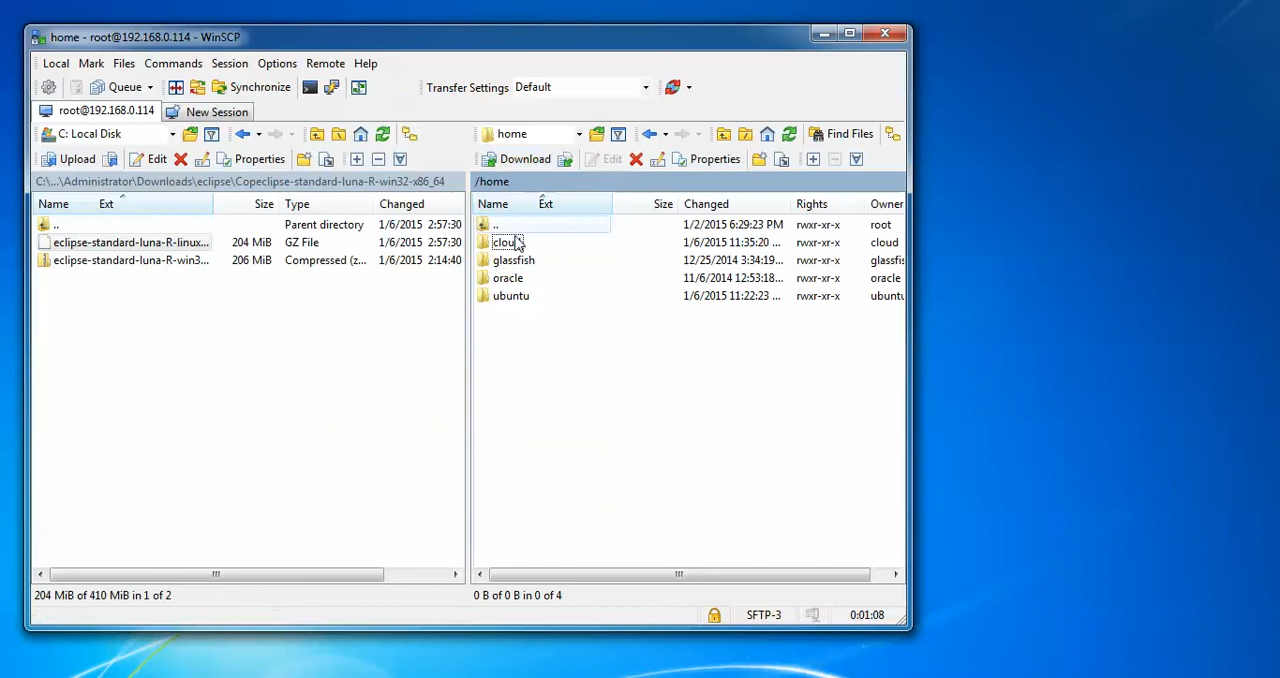 home - root@192.168.0.114 - WinSCP
Local Mark Files Commands Session Options Remote Help
Queue Synchronize Transfer Settings Default
root@192.168.0.114 New Session
C: Local Disk home Find Files
Upload Edit Properties Download Edit Properties
C:\...\Administrator\Downloads\eclipse\Copeclipse-standard-luna-R-win32-x86_64 /home
Name Ext Size Type Changed Name Ext Size Changed Rights Owner
.. Parent directory 1/6/2015 2:57:30 .. 1/2/2015 6:29:23 PM rwxr-xr-x root
eclipse-standard-luna-R-linux... 204 MiB GZ File 1/6/2015 2:57:30 cloud 1/6/2015 11:35:20 ... rwxr-xr-x cloud
eclipse-standard-luna-R-win3... 206 MiB Compressed (z... 1/6/2015 2:14:40 glassfish 12/25/2014 3:34:19... rwxr-xr-x glassfis
oracle 11/6/2014 12:53:18... rwxr-xr-x oracle
ubuntu 1/6/2015 11:22:23 ... rwxr-xr-x ubuntu
204 MiB of 410 MiB in 1 of 2 0 B of 0 B in 0 of 4
SFTP-3 0:01:08